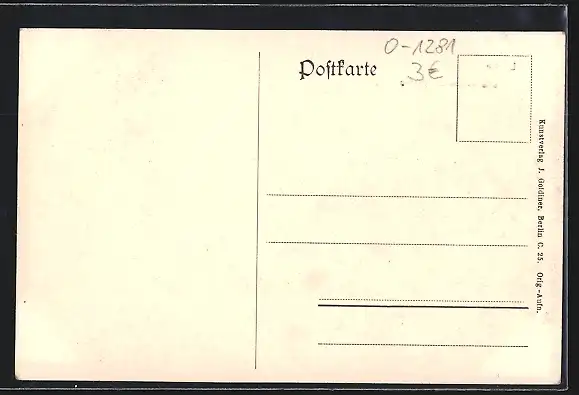 0-1281
Poſtkarte
3€
Kunstverlag J. Goldiner, Berlin C. 25. Orig-Aufn.